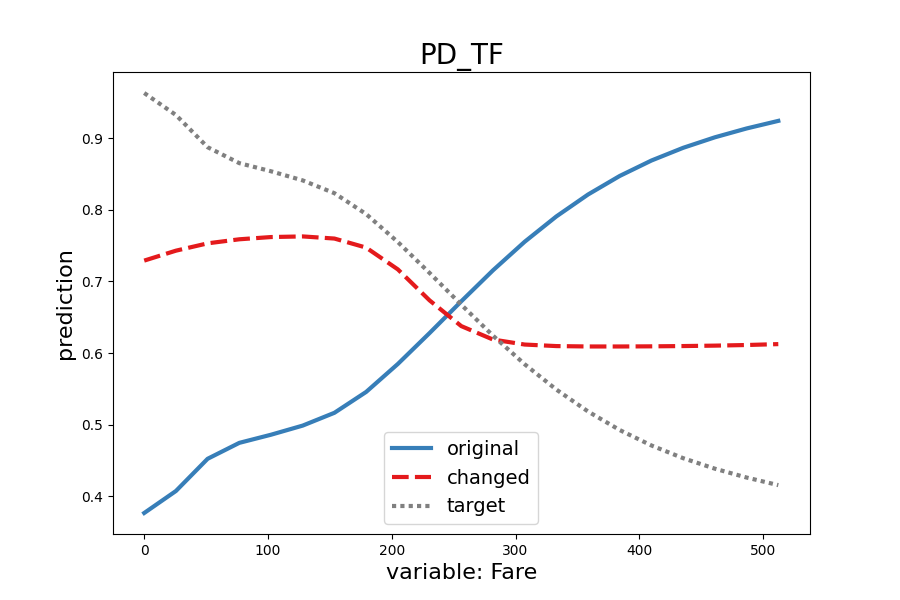 PD_TF
prediction
0.9
0.8
0.7
0.6
0.5
0.4
original
changed
target
0 100 200 300 400 500
variable: Fare